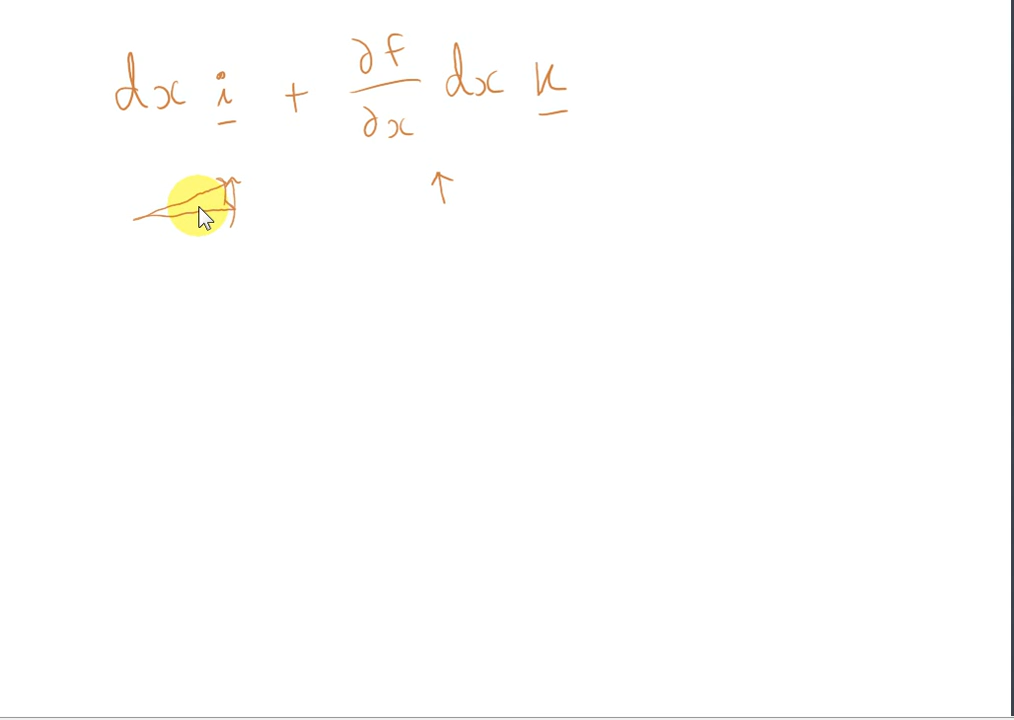 dx i + ∂f/∂x dx k